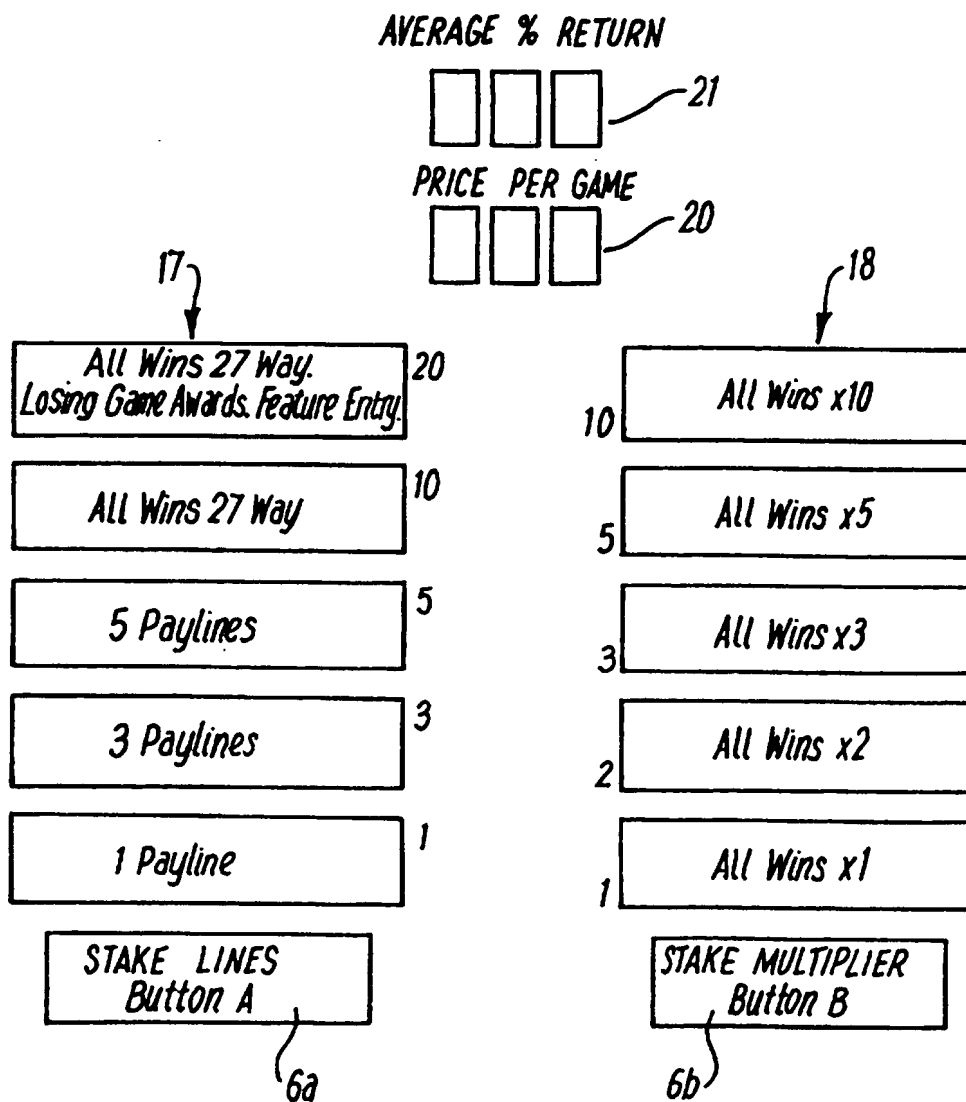 AVERAGE % RETURN
21
PRICE PER GAME
20
17
18
All Wins 27 Way.
Losing Game Awards. Feature Entry.
20
All Wins x10
10
All Wins 27 Way
10
All Wins x5
5
5 Paylines
5
All Wins x3
3
3 Paylines
3
All Wins x2
2
1 Payline
1
All Wins x1
1
STAKE LINES
Button A
STAKE MULTIPLIER
Button B
6a
6b